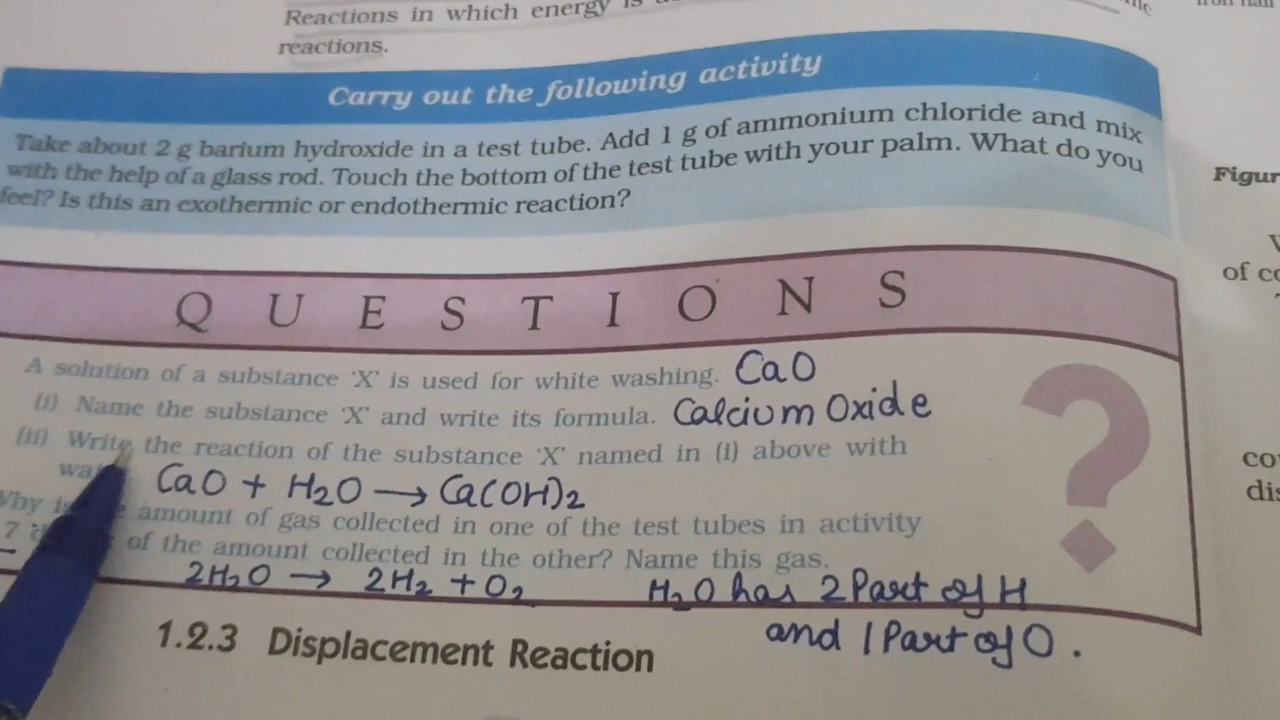 Reactions in which energy is
reactions.
Carry out the following activity
Take about 2 g barium hydroxide in a test tube. Add 1 g of ammonium chloride and mix
with the help of a glass rod. Touch the bottom of the test tube with your palm. What do you
feel? Is this an exothermic or endothermic reaction?
QUESTIONS
A solution of a substance ‘X’ is used for white washing. CaO
(i) Name the substance ‘X’ and write its formula. Calcium Oxide
(ii) Write the reaction of the substance ‘X’ named in (i) above with
CaO + H2O → Ca(OH)2
amount of gas collected in one of the test tubes in activity
7 of the amount collected in the other? Name this gas.
2H2O → 2H2 + O2 H2O has 2 Part of H
and 1 Part of O.
1.2.3 Displacement Reaction
Figur
of co
co
dis